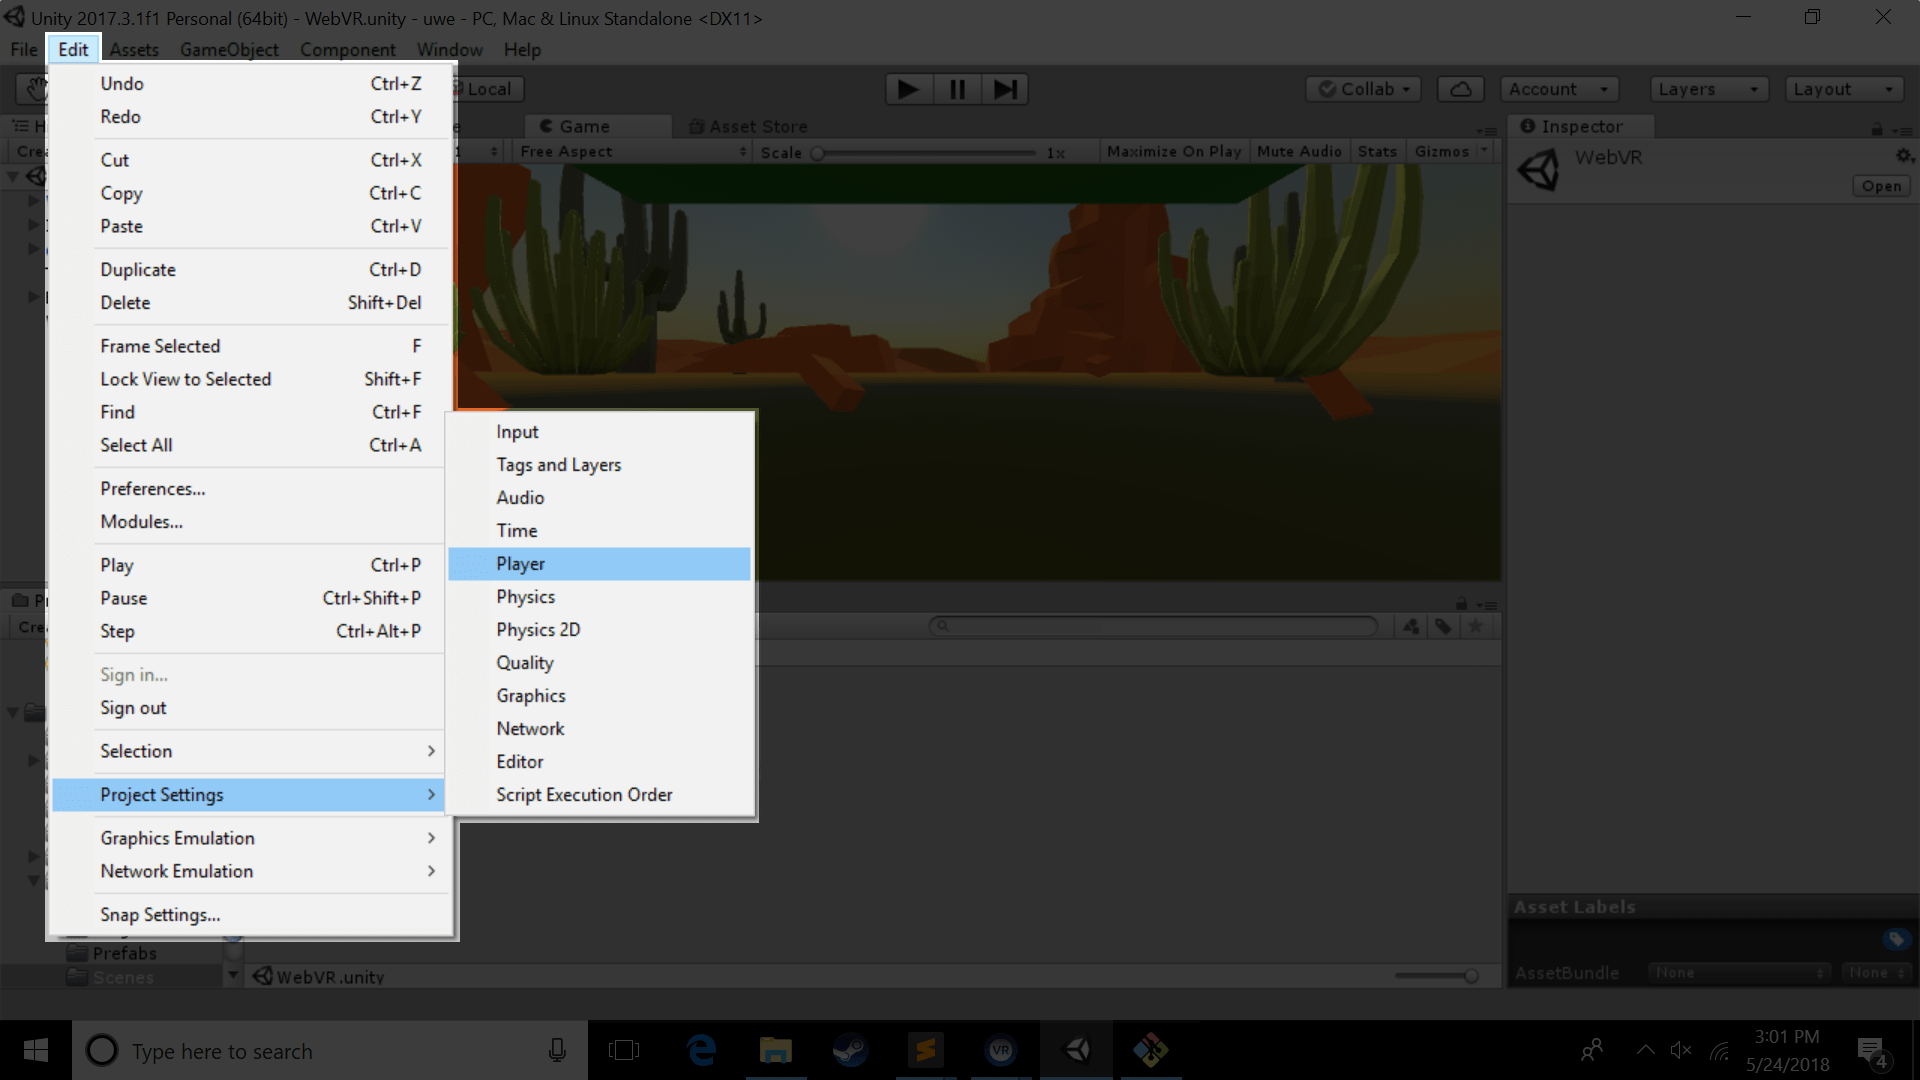 Unity 2017.3.1f1 Personal (64bit) - WebVR.unity - uwe - PC, Mac & Linux Standalone <DX11>
File Edit Assets GameObject Component Window Help
Local Collab Account Layers Layout
Game Asset Store Inspector
Free Aspect Scale 1x Maximize On Play Mute Audio Stats Gizmos
WebVR
Open
Undo Ctrl+Z
Redo Ctrl+Y
Cut Ctrl+X
Copy Ctrl+C
Paste Ctrl+V
Duplicate Ctrl+D
Delete Shift+Del
Frame Selected F
Lock View to Selected Shift+F
Find Ctrl+F
Select All Ctrl+A
Preferences...
Modules...
Play Ctrl+P
Pause Ctrl+Shift+P
Step Ctrl+Alt+P
Sign in...
Sign out
Selection
Project Settings
Graphics Emulation
Network Emulation
Snap Settings...
Input
Tags and Layers
Audio
Time
Player
Physics
Physics 2D
Quality
Graphics
Network
Editor
Script Execution Order
Prefabs
Scenes
WebVR.unity
Asset Labels
AssetBundle None None
Type here to search
VR
3:01 PM
5/24/2018
4